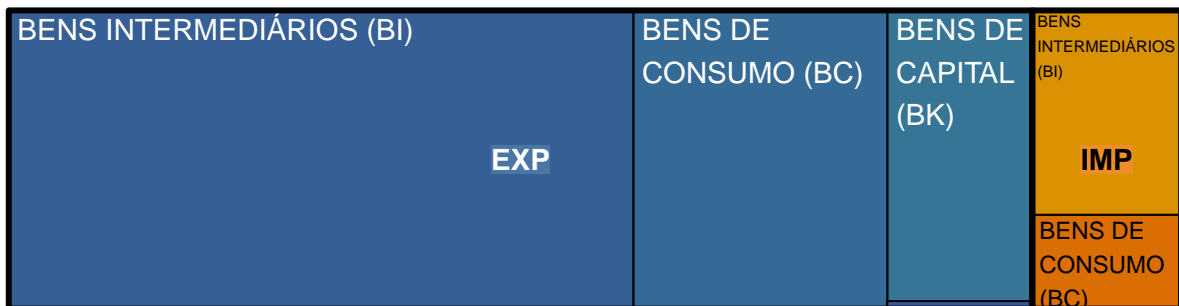 BENS INTERMEDIÁRIOS (BI)
EXP
BENS DE
CONSUMO (BC)
BENS DE
CAPITAL
(BK)
BENS
INTERMEDIÁRIOS
(BI)
IMP
BENS DE
CONSUMO
(BC)